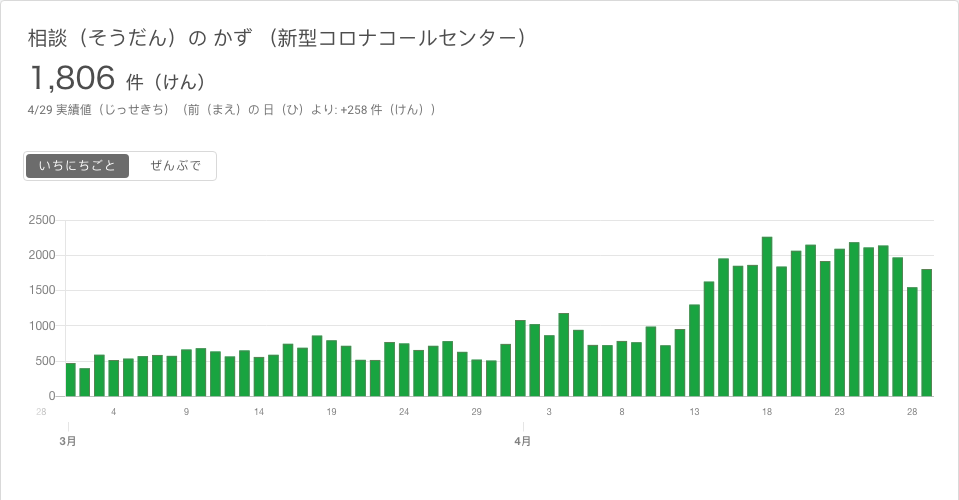 相談（そうだん）の かず （新型コロナコールセンター）
1,806 件（けん）
4/29 実績値（じっせきち）（前（まえ）の 日（ひ）より: +258 件（けん））
いちにちごと ぜんぶで
2500
2000
1500
1000
500
0
28 4 9 14 19 24 29 3 8 13 18 23 28
3月 4月